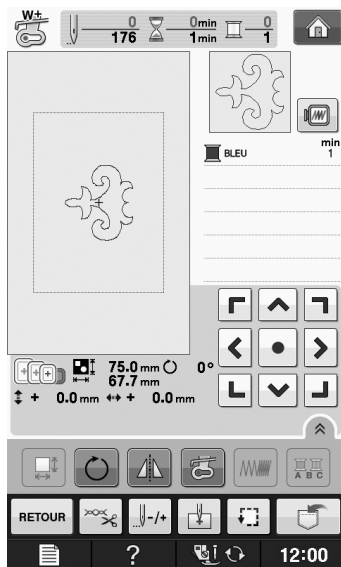 W+
0 0min 0
176 1min 1
min
BLEU 1
75.0 mm 0°
67.7 mm
+ 0.0 mm + 0.0 mm
A B C
RETOUR -/+
? 12:00